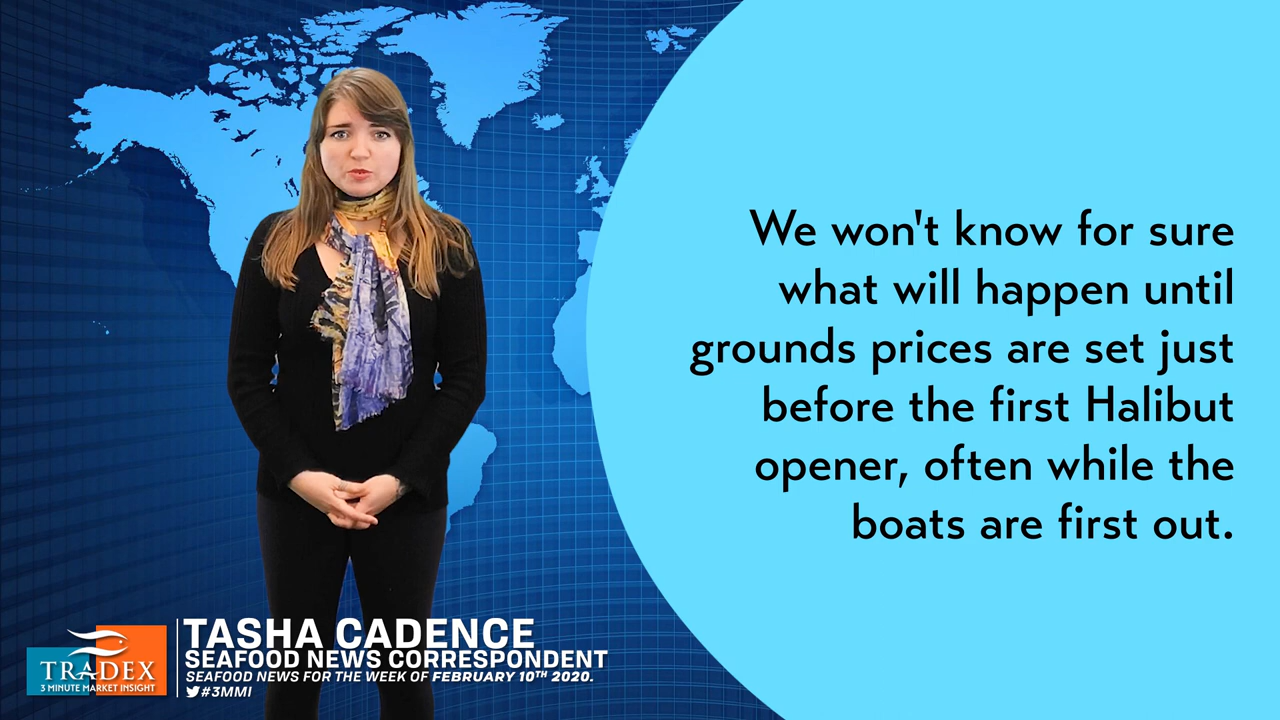 We won't know for sure
what will happen until
grounds prices are set just
before the first Halibut
opener, often while the
boats are first out.
TRADEX
3 MINUTE MARKET INSIGHT
TASHA CADENCE
SEAFOOD NEWS CORRESPONDENT
SEAFOOD NEWS FOR THE WEEK OF FEBRUARY 10TH 2020.
#3MMI